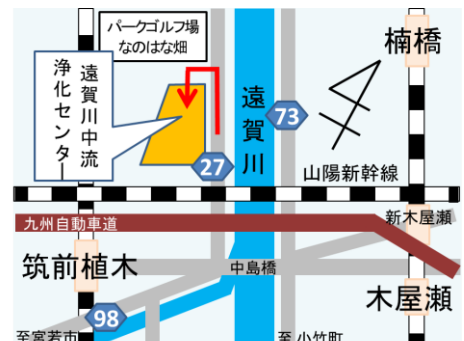 パークゴルフ場
なのはな畑
楠橋
遠賀川中流
浄化センター
遠賀川
73
27
山陽新幹線
九州自動車道
新木屋瀬
筑前植木
中島橋
木屋瀬
98
至宮若市
至小竹町